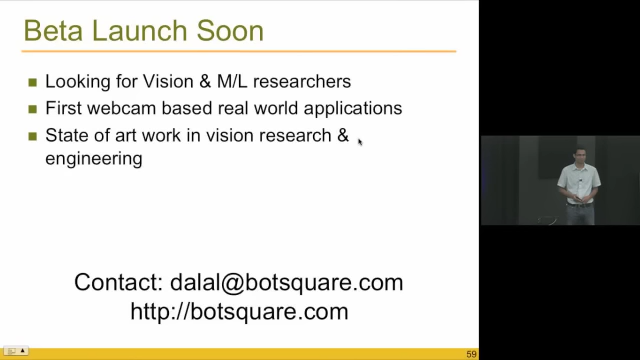 Beta Launch Soon
Looking for Vision & M/L researchers
First webcam based real world applications
State of art work in vision research &
engineering
Contact: dalal@botsquare.com
http://botsquare.com
59